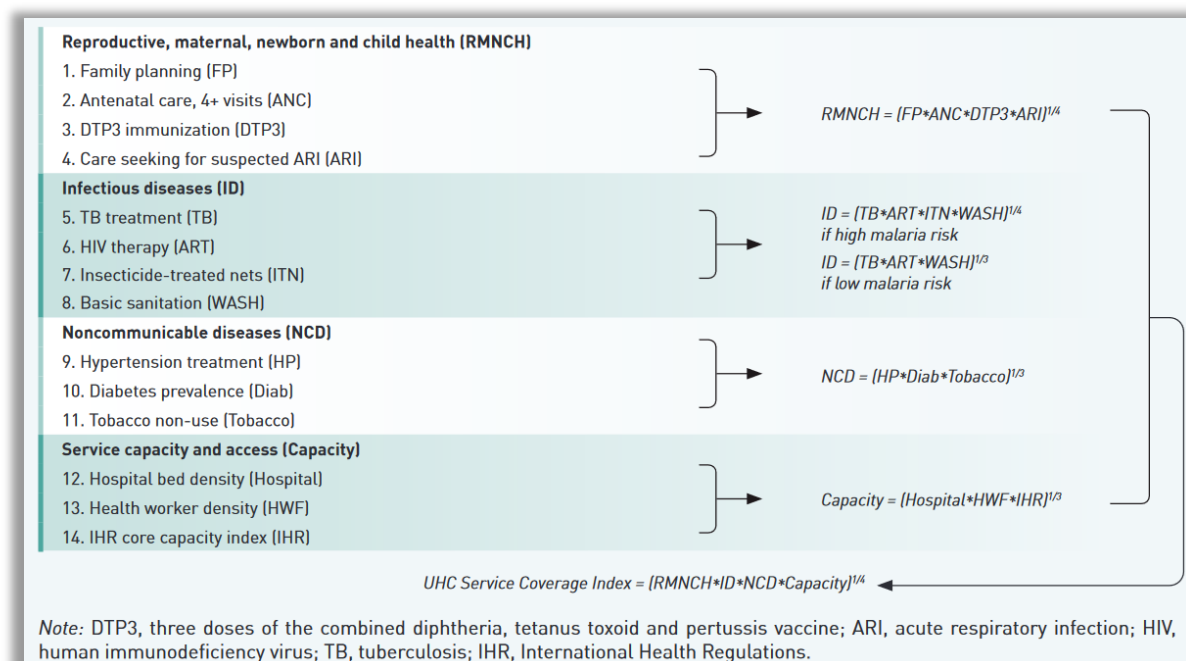 Reproductive, maternal, newborn and child health (RMNCH)
1. Family planning (FP)
2. Antenatal care, 4+ visits (ANC)
3. DTP3 immunization (DTP3)
4. Care seeking for suspected ARI (ARI)
RMNCH = (FP*ANC*DTP3*ARI)^1/4
Infectious diseases (ID)
5. TB treatment (TB)
6. HIV therapy (ART)
7. Insecticide-treated nets (ITN)
8. Basic sanitation (WASH)
ID = (TB*ART*ITN*WASH)^1/4
if high malaria risk
ID = (TB*ART*WASH)^1/3
if low malaria risk
Noncommunicable diseases (NCD)
9. Hypertension treatment (HP)
10. Diabetes prevalence (Diab)
11. Tobacco non-use (Tobacco)
NCD = (HP*Diab*Tobacco)^1/3
Service capacity and access (Capacity)
12. Hospital bed density (Hospital)
13. Health worker density (HWF)
14. IHR core capacity index (IHR)
Capacity = (Hospital*HWF*IHR)^1/3
UHC Service Coverage Index = (RMNCH*ID*NCD*Capacity)^1/4
Note: DTP3, three doses of the combined diphtheria, tetanus toxoid and pertussis vaccine; ARI, acute respiratory infection; HIV,
human immunodeficiency virus; TB, tuberculosis; IHR, International Health Regulations.